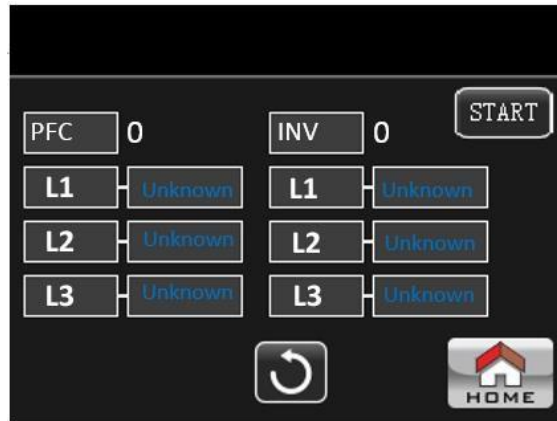 START
PFC 0 INV 0
L1 Unknown L1 Unknown
L2 Unknown L2 Unknown
L3 Unknown L3 Unknown
HOME